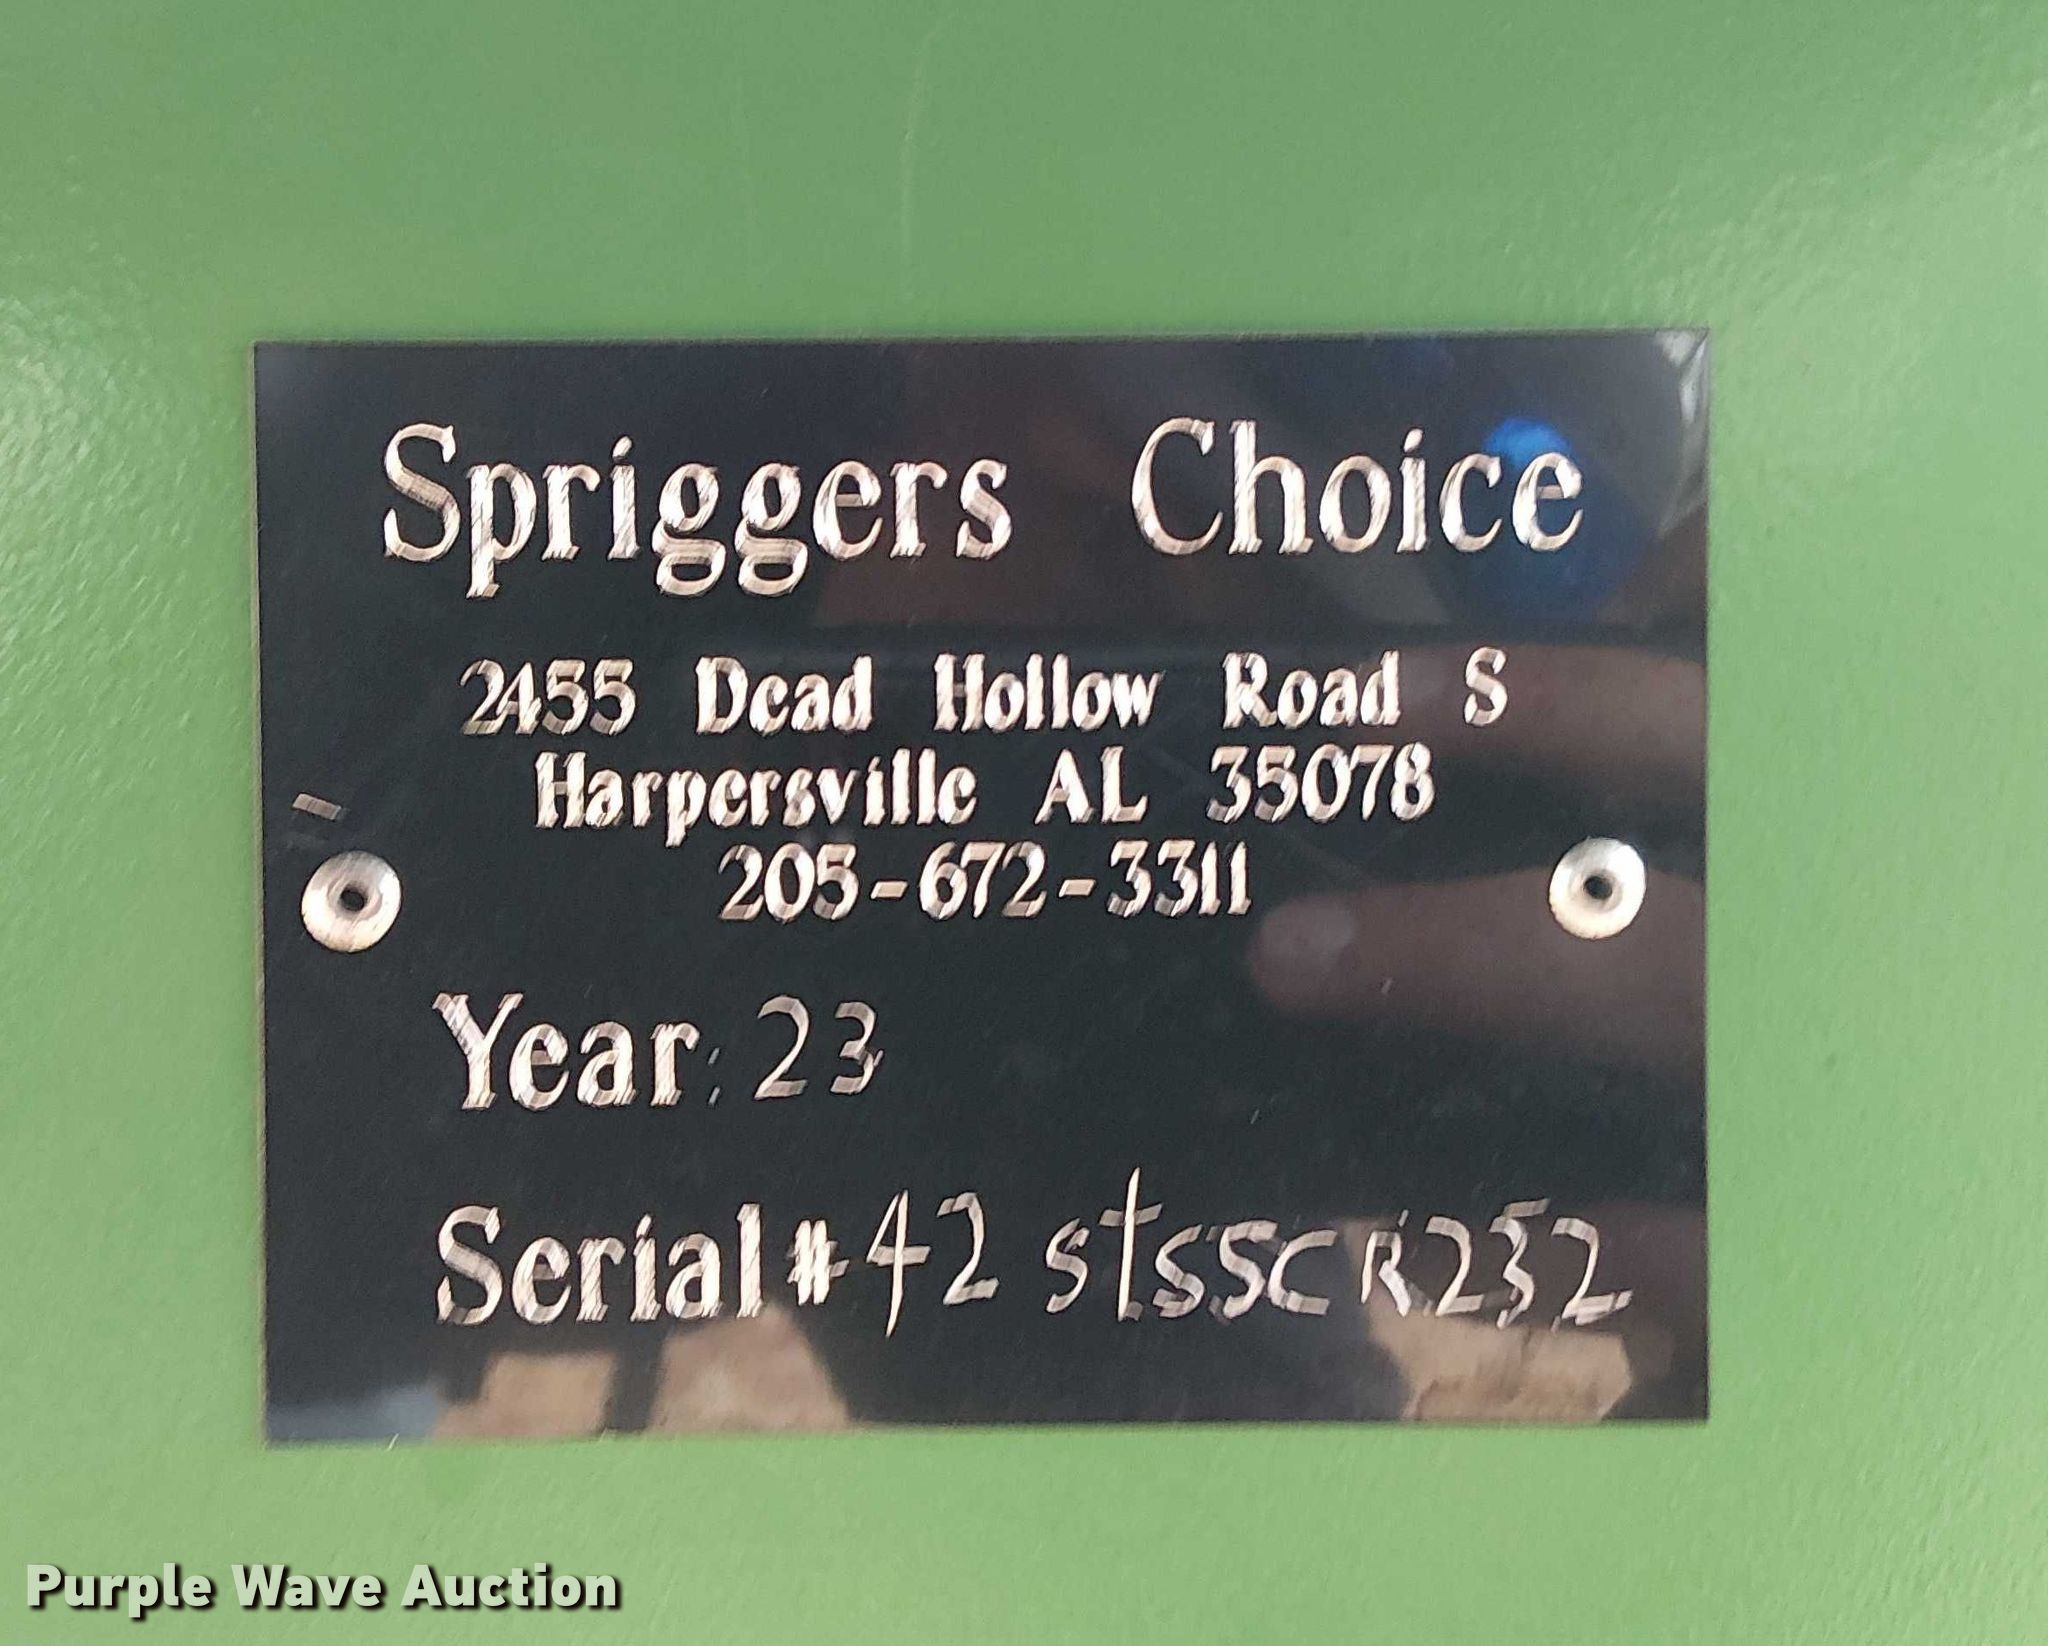 Spriggers Choice
2455 Dead Hollow Road S
Harpersville AL 35078
205-672-3311
Year: 23
Serial # 42 stSSCR252
Purple Wave Auction